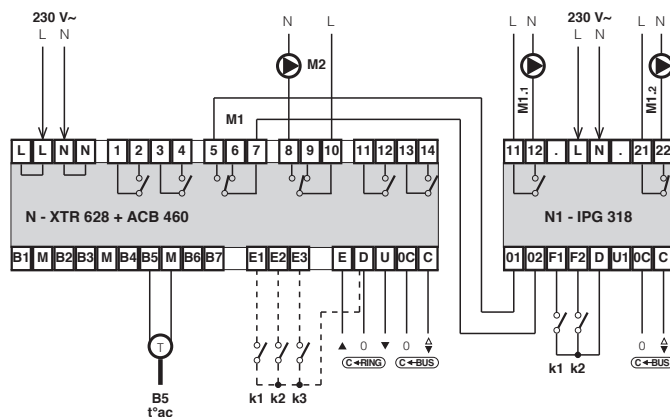 230 V~
L N
N L
M2
M1
L N
M1.1
230 V~
L N
L N
M1.2
L L N N 1 2 3 4 5 6 7 8 9 10 11 12 13 14
11 12 . L N . 21 22
N - XTR 628 + ACB 460
N1 - IPG 318
B1 M B2 B3 M B4 B5 M B6 B7 E1 E2 E3 E D U 0C C
01 02 F1 F2 D U1 0C C
T
▲ 0 ▼ 0
C◄RING C◄BUS
0
C◄BUS
k1 k2
k1 k2 k3
B5
t°ac